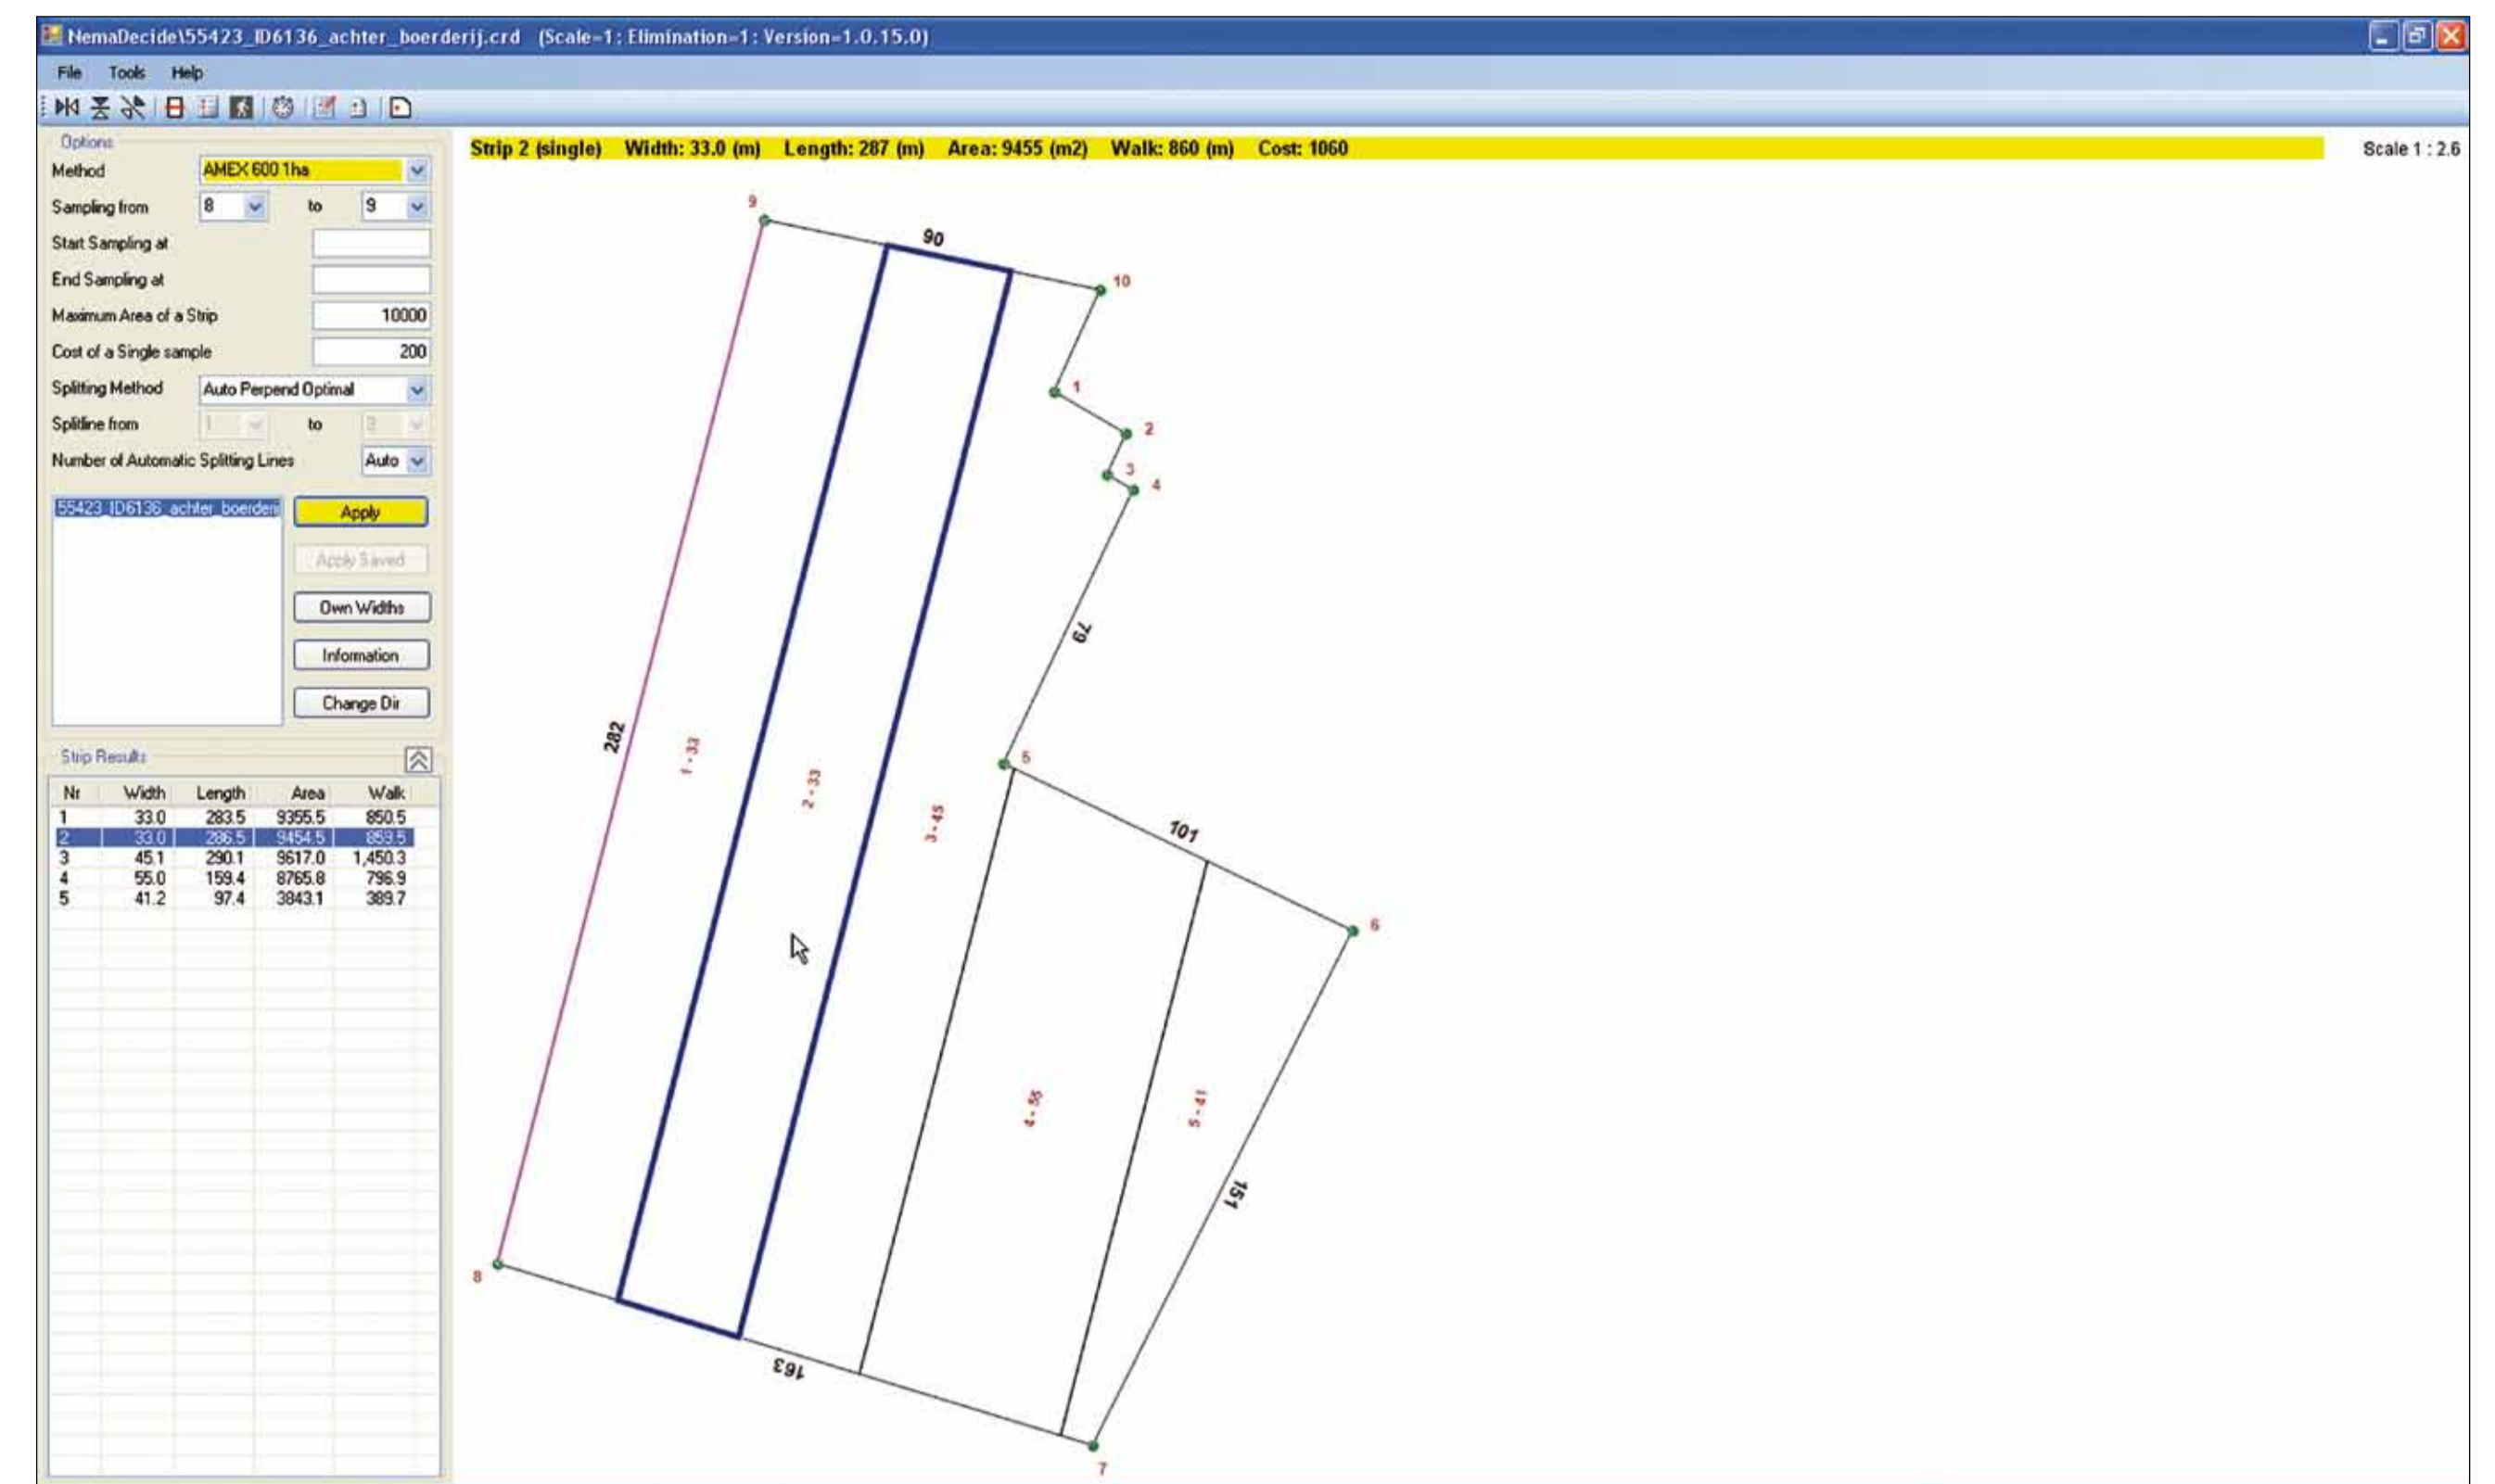 NemaDecide\55423_ID6136_achter_boerderij.crd (Scale=1; Elimination=1; Version=1.0.15.0)
File Tools Help
Options
Method AMEX 600 1ha
Sampling from 8 to 9
Start Sampling at
End Sampling at
Maximum Area of a Strip 10000
Cost of a Single sample 200
Splitting Method Auto Perpend Optimal
Splitline from 1 to 3
Number of Automatic Splitting Lines Auto
55423_ID6136_achter_boerderij
Apply
Apply Saved
Own Widths
Information
Change Dir
Strip Results
Nr Width Length Area Walk
1 33.0 283.5 9355.5 850.5
2 33.0 286.5 9454.5 859.5
3 45.1 290.1 9617.0 1,450.3
4 55.0 159.4 8765.8 796.9
5 41.2 97.4 3843.1 389.7
Strip 2 (single) Width: 33.0 (m) Length: 287 (m) Area: 9455 (m2) Walk: 860 (m) Cost: 1060
Scale 1 : 2.6
9
90
10
1
2
3
4
79
282
1 - 33
2 - 33
3 - 45
5
101
6
4 - 55
5 - 41
151
8
163
7